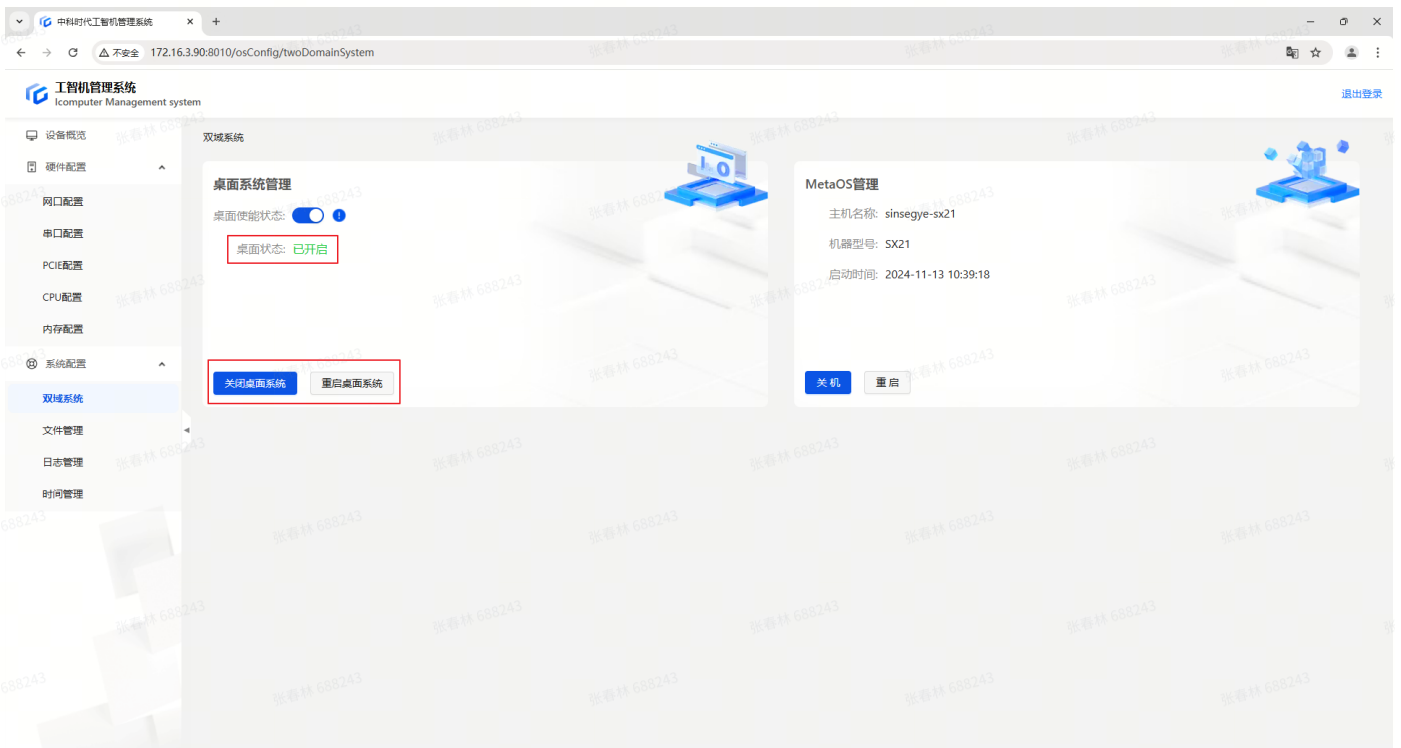 中科时代工智机管理系统
不安全 172.16.3.90:8010/osConfig/twoDomainSystem
工智机管理系统
Icomputer Management system
退出登录
设备概览
硬件配置
网口配置
串口配置
PCIE配置
CPU配置
内存配置
系统配置
双域系统
文件管理
日志管理
时间管理
双域系统
桌面系统管理
桌面使能状态:
桌面状态: 已开启
关闭桌面系统 重启桌面系统
MetaOS管理
主机名称: sinsegye-sx21
机器型号: SX21
启动时间: 2024-11-13 10:39:18
关机 重启
张春林 688243